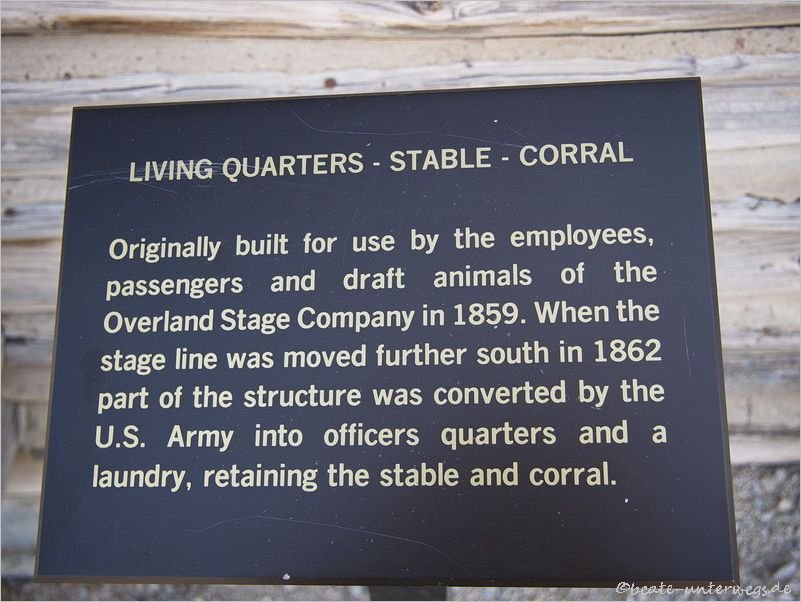 LIVING QUARTERS - STABLE - CORRAL
Originally built for use by the employees,
passengers and draft animals of the
Overland Stage Company in 1859. When the
stage line was moved further south in 1862
part of the structure was converted by the
U.S. Army into officers quarters and a
laundry, retaining the stable and corral.
©beate-unterwegs.de